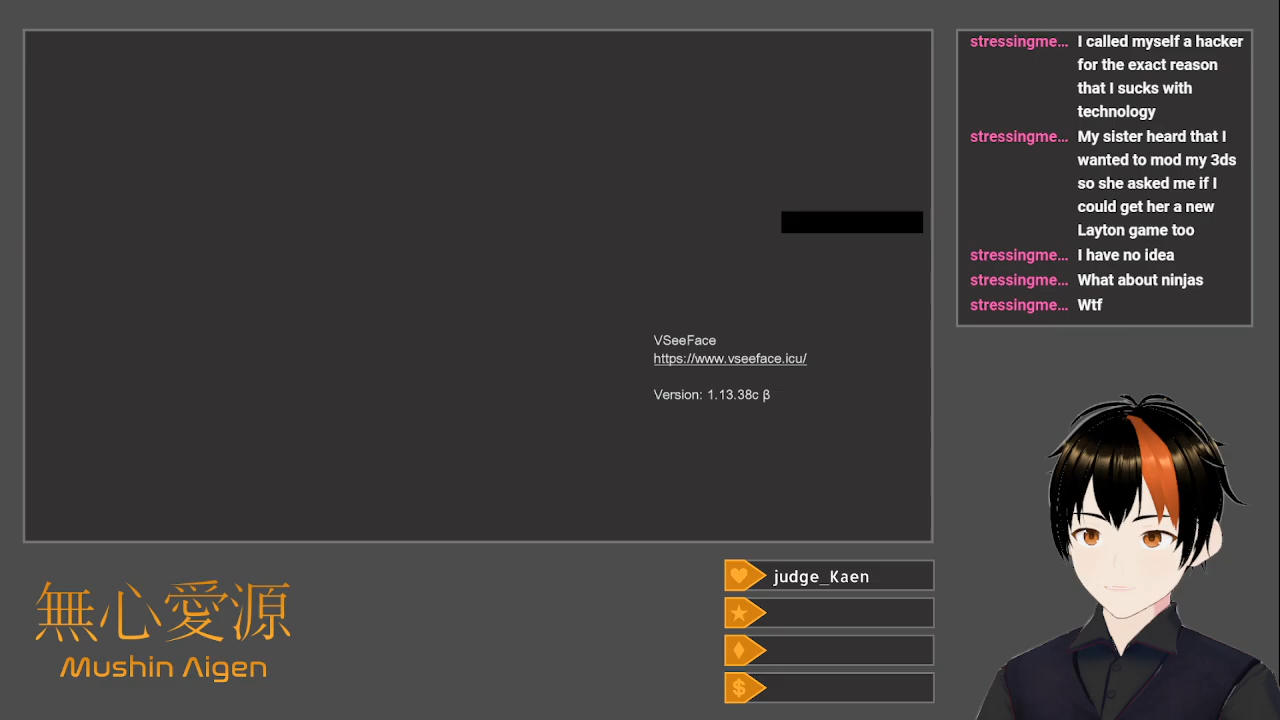 stressingme... I called myself a hacker
for the exact reason
that I sucks with
technology
stressingme... My sister heard that I
wanted to mod my 3ds
so she asked me if I
could get her a new
Layton game too
stressingme... I have no idea
stressingme... What about ninjas
stressingme... Wtf
VSeeFace
https://www.vseeface.icu/
Version: 1.13.38c β
judge_Kaen
$
無心愛源
Mushin Aigen